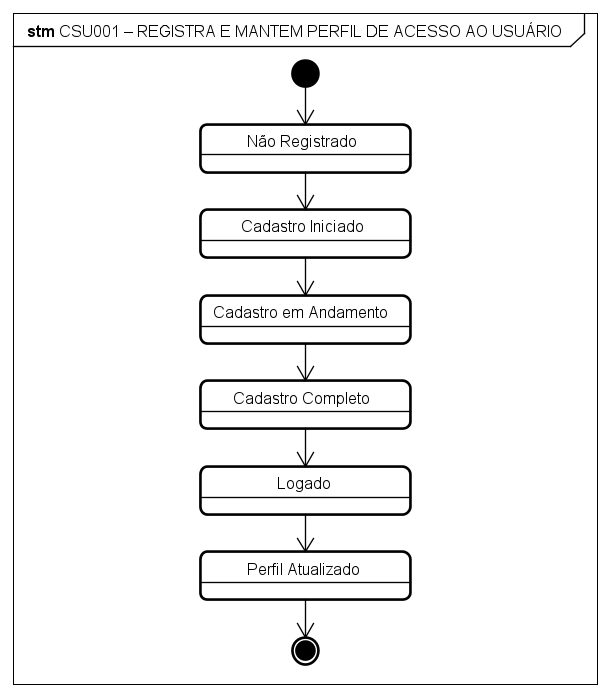 stm CSU001 – REGISTRA E MANTEM PERFIL DE ACESSO AO USUÁRIO
Não Registrado
Cadastro Iniciado
Cadastro em Andamento
Cadastro Completo
Logado
Perfil Atualizado